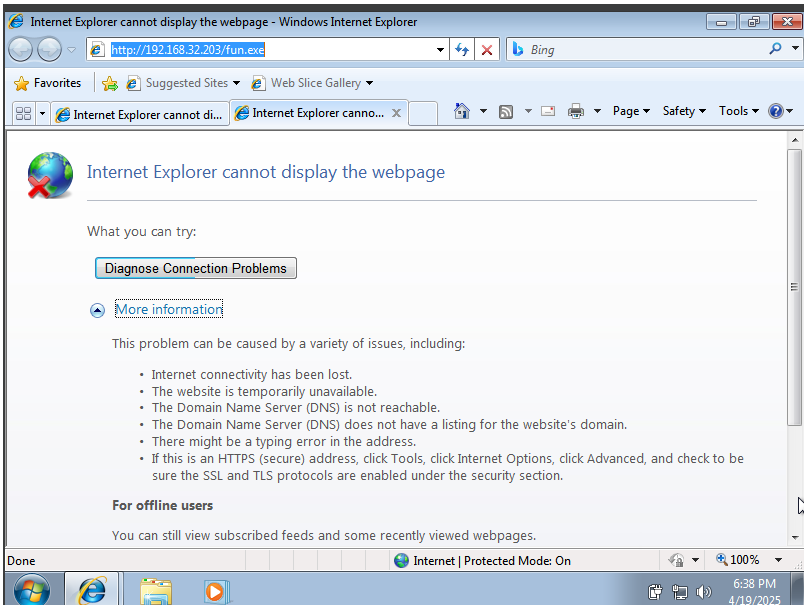 Internet Explorer cannot display the webpage - Windows Internet Explorer
http://192.168.32.203/fun.exe
Bing
Favorites
Suggested Sites
Web Slice Gallery
Internet Explorer cannot di...
Internet Explorer canno...
Page
Safety
Tools
Internet Explorer cannot display the webpage
What you can try:
Diagnose Connection Problems
More information
This problem can be caused by a variety of issues, including:
• Internet connectivity has been lost.
• The website is temporarily unavailable.
• The Domain Name Server (DNS) is not reachable.
• The Domain Name Server (DNS) does not have a listing for the website's domain.
• There might be a typing error in the address.
• If this is an HTTPS (secure) address, click Tools, click Internet Options, click Advanced, and check to be
sure the SSL and TLS protocols are enabled under the security section.
For offline users
You can still view subscribed feeds and some recently viewed webpages.
Done
Internet | Protected Mode: On
100%
6:38 PM
4/19/2025